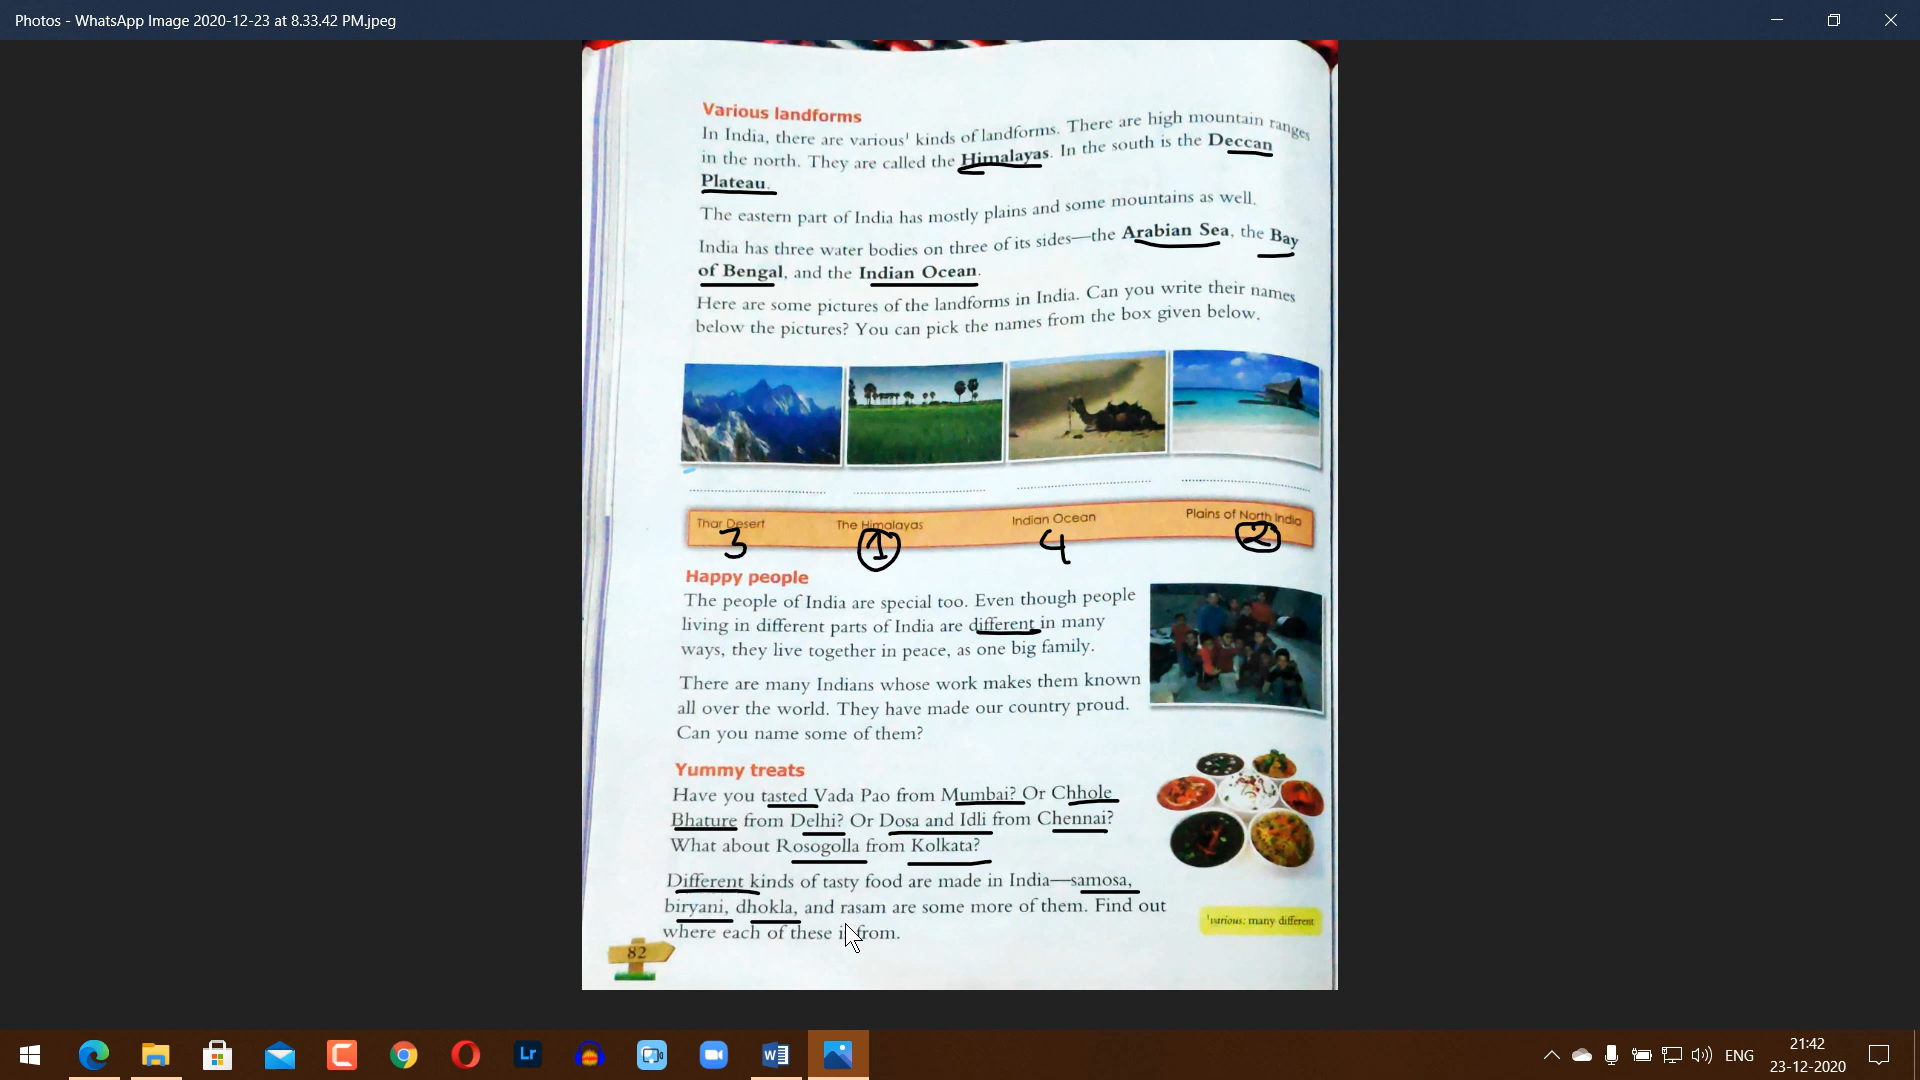 Photos - WhatsApp Image 2020-12-23 at 8.33.42 PM.jpeg
Various landforms
In India, there are various¹ kinds of landforms. There are high mountain ranges
in the north. They are called the Himalayas. In the south is the Deccan
Plateau.
The eastern part of India has mostly plains and some mountains as well.
India has three water bodies on three of its sides—the Arabian Sea, the Bay
of Bengal, and the Indian Ocean.
Here are some pictures of the landforms in India. Can you write their names
below the pictures? You can pick the names from the box given below.
Thar Desert The Himalayas Indian Ocean Plains of North India
3 1 4 2
Happy people
The people of India are special too. Even though people
living in different parts of India are different in many
ways, they live together in peace, as one big family.
There are many Indians whose work makes them known
all over the world. They have made our country proud.
Can you name some of them?
Yummy treats
Have you tasted Vada Pao from Mumbai? Or Chhole
Bhature from Delhi? Or Dosa and Idli from Chennai?
What about Rosogolla from Kolkata?
Different kinds of tasty food are made in India—samosa,
biryani, dhokla, and rasam are some more of them. Find out
where each of these is from.
¹various: many different
82
Lr
W
ENG
21:42
23-12-2020